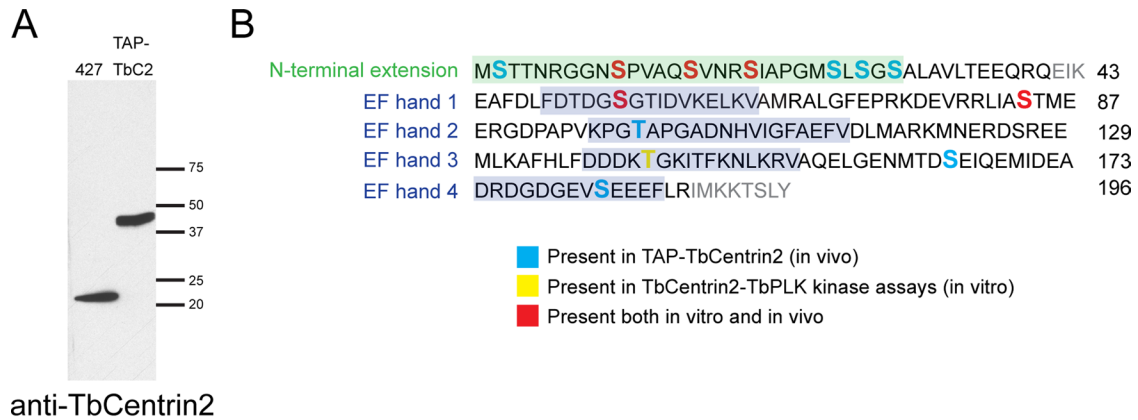 A
B
427
TAP-
TbC2
75
50
37
25
20
anti-TbCentrin2
N-terminal extension MSTTNRGGNSPVAQSVNRSIAPGMSLSGSALAVLTEEQRQEIK 43
EF hand 1 EAFDLFDTDGSGTIDVKELKVAMRALGFEPRKDEVRRLIASTME 87
EF hand 2 ERGDPAPVKPGTAPGADNHVIGFAEFVDLMARKMNERDSREE 129
EF hand 3 MLKAFHLFDDDKTGKITFKNLKRVAQELGENMTDSEIQEMIDEA 173
EF hand 4 DRDGDGEVSEEEFLRIMKKTSLY 196
Present in TAP-TbCentrin2 (in vivo)
Present in TbCentrin2-TbPLK kinase assays (in vitro)
Present both in vitro and in vivo